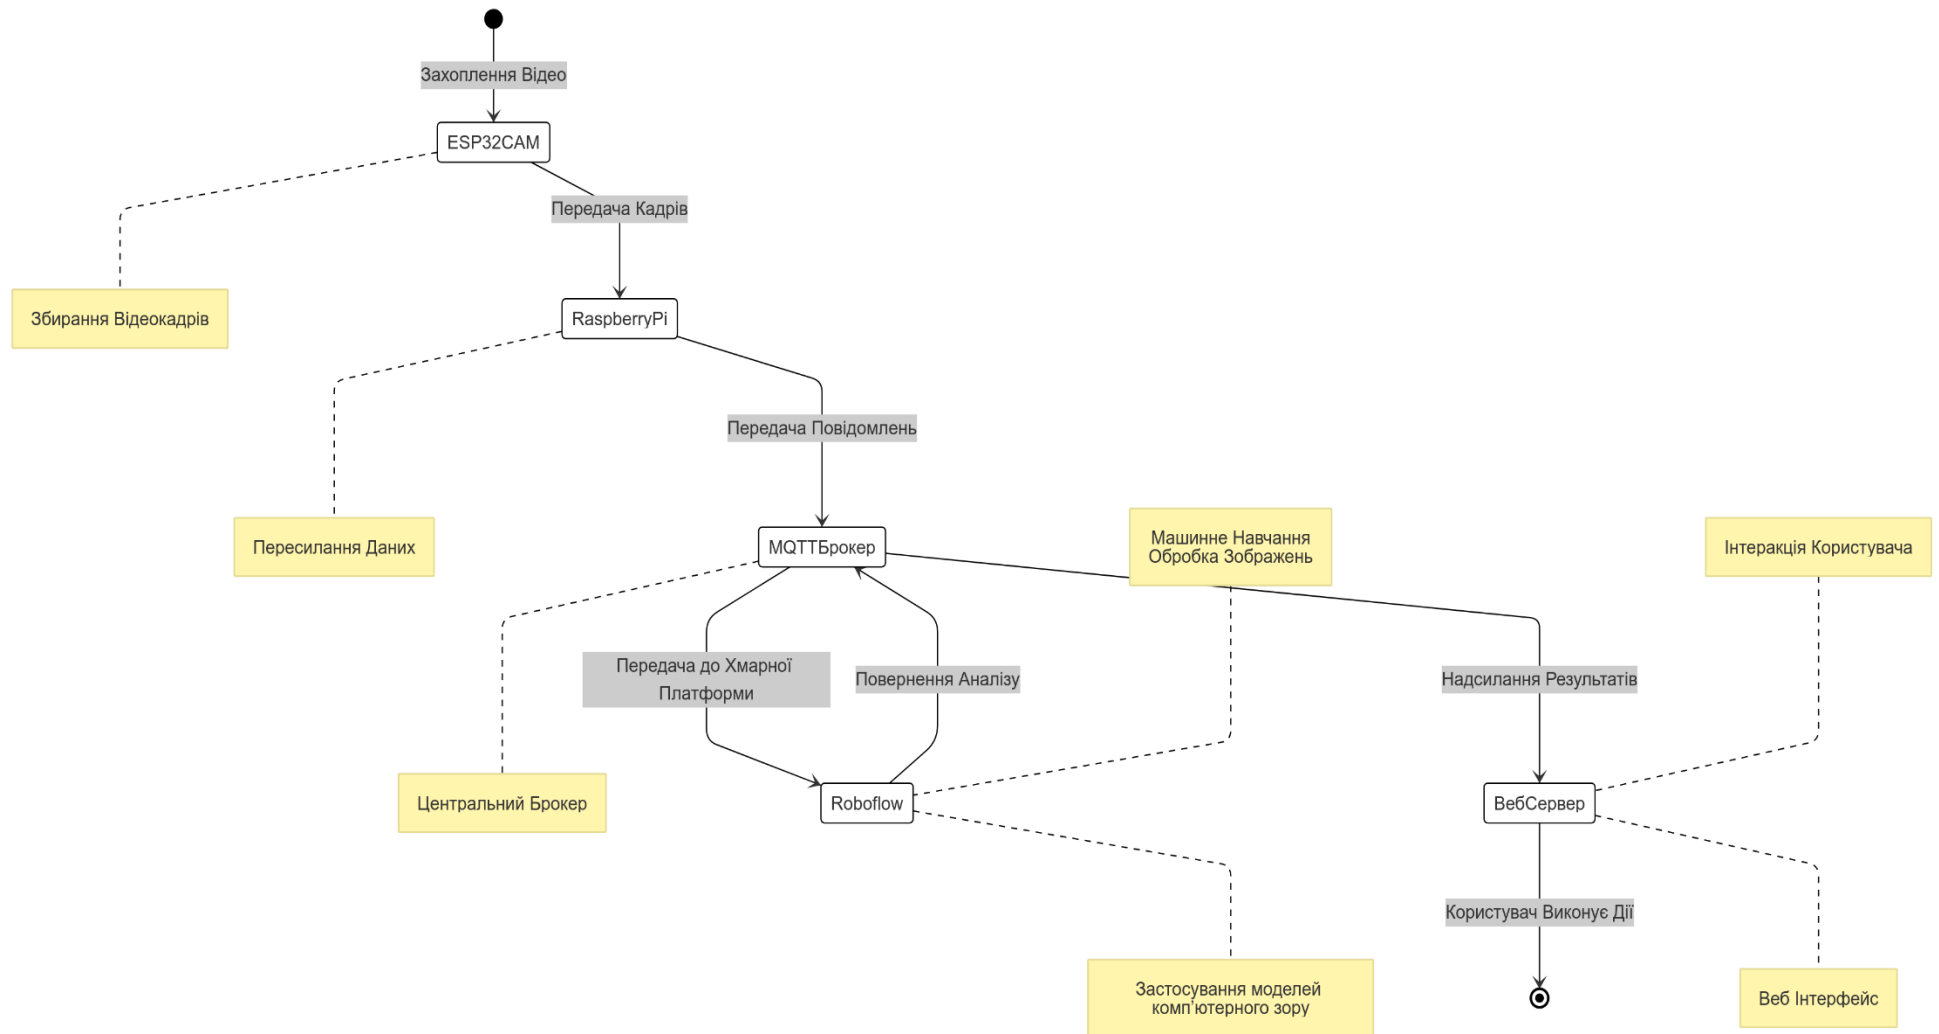 Захоплення Відео
ESP32CAM
Передача Кадрів
Збирання Відеокадрів
RaspberryPi
Передача Повідомлень
Пересилання Даних
MQTTБрокер
Машинне Навчання
Обробка Зображень
Інтеракція Користувача
Передача до Хмарної
Платформи
Повернення Аналізу
Надсилання Результатів
Центральний Брокер
Roboflow
ВебСервер
Користувач Виконує Дії
Застосування моделей
комп'ютерного зору
Веб Інтерфейс